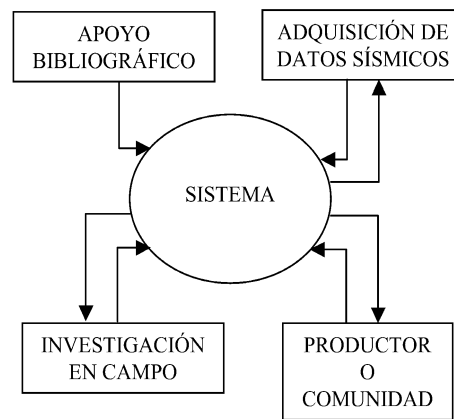 APOYO
BIBLIOGRÁFICO
ADQUISICIÓN DE
DATOS SÍSMICOS
SISTEMA
INVESTIGACIÓN
EN CAMPO
PRODUCTOR
O
COMUNIDAD